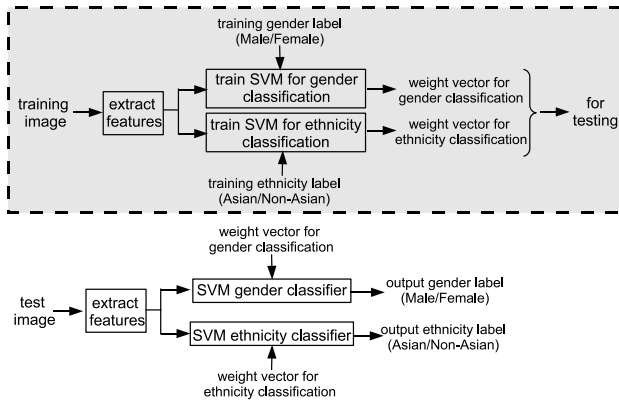 training gender label
(Male/Female)
training
image
extract
features
train SVM for gender
classification
weight vector for
gender classification
train SVM for ethnicity
classification
weight vector for
ethnicity classification
for
testing
training ethnicity label
(Asian/Non-Asian)
weight vector for
gender classification
test
image
extract
features
SVM gender classifier
output gender label
(Male/Female)
SVM ethnicity classifier
output ethnicity label
(Asian/Non-Asian)
weight vector for
ethnicity classification